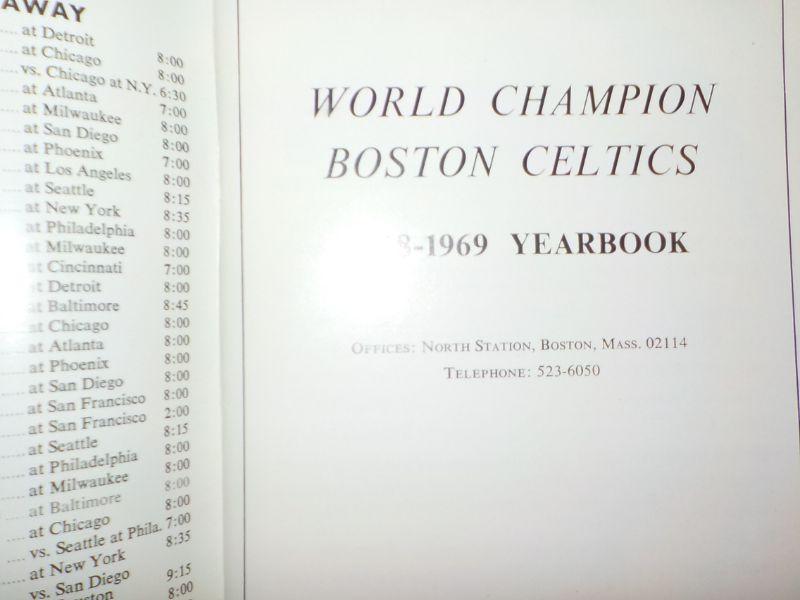 AWAY
at Detroit 8:00
at Chicago 8:00
vs. Chicago at N.Y. 6:30
at Atlanta 7:00
at Milwaukee 8:00
at San Diego 8:00
at Phoenix 7:00
at Los Angeles 8:00
at Seattle 8:15
at New York 8:35
at Philadelphia 8:00
at Milwaukee 8:00
at Cincinnati 7:00
at Detroit 8:00
at Baltimore 8:45
at Chicago 8:00
at Atlanta 8:00
at Phoenix 8:00
at San Diego 8:00
at San Francisco 8:00
at San Francisco 2:00
at Seattle 8:15
at Philadelphia 8:00
at Milwaukee 8:00
at Baltimore 8:00
at Chicago 8:00
vs. Seattle at Phila. 7:00
at New York 8:35
vs. San Diego 9:15
8:00
WORLD CHAMPION
BOSTON CELTICS
8-1969 YEARBOOK
OFFICES: NORTH STATION, BOSTON, MASS. 02114
TELEPHONE: 523-6050